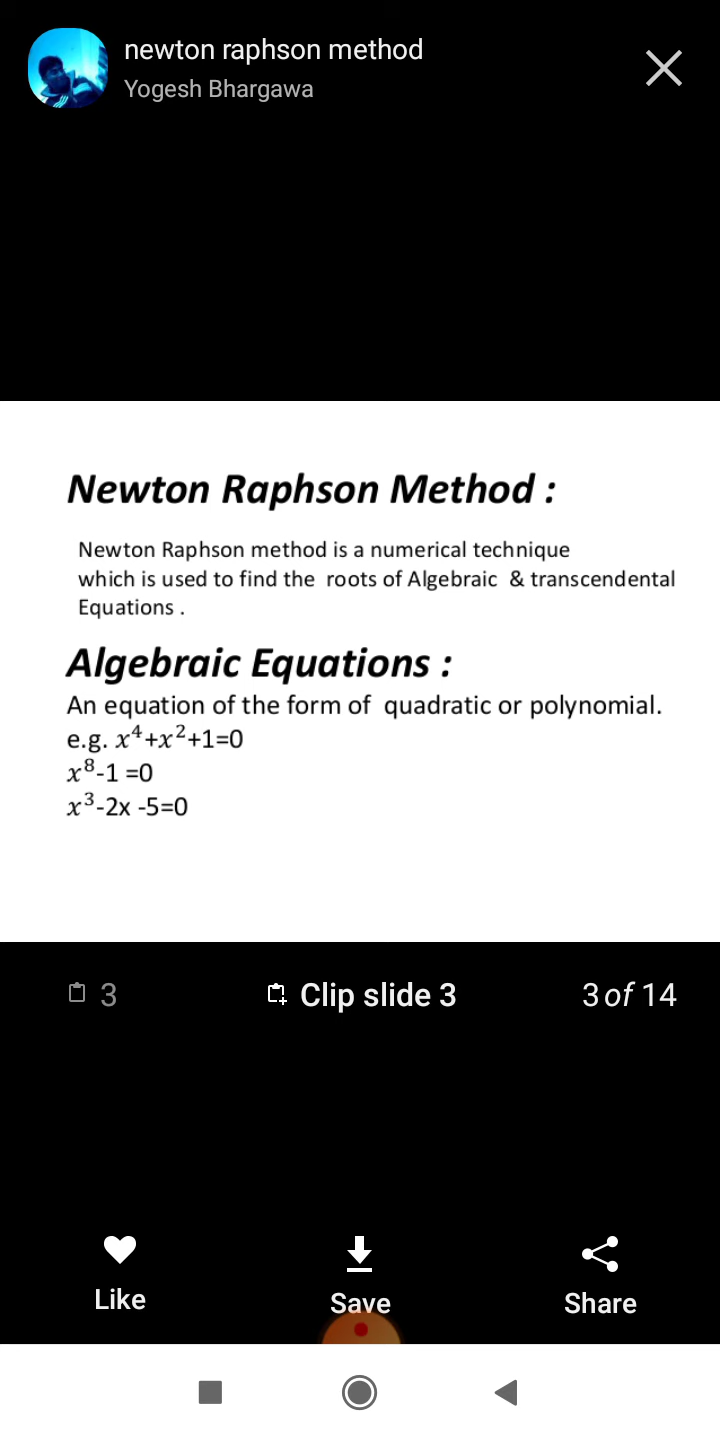 newton raphson method
Yogesh Bhargawa
Newton Raphson Method :
Newton Raphson method is a numerical technique
which is used to find the  roots of Algebraic  & transcendental
Equations .
Algebraic Equations :
An equation of the form of  quadratic or polynomial.
e.g. x⁴+x²+1=0
x⁸-1 =0
x³-2x -5=0
3
Clip slide 3
3 of 14
Like
Save
Share